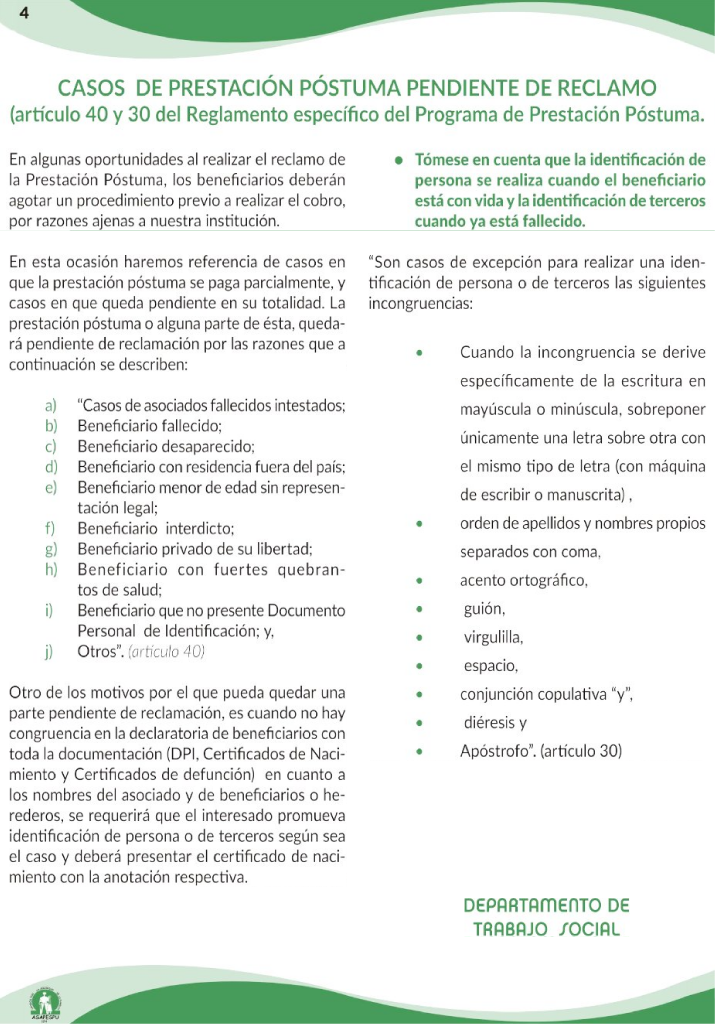 4
CASOS DE PRESTACIÓN PÓSTUMA PENDIENTE DE RECLAMO
(artículo 40 y 30 del Reglamento específico del Programa de Prestación Póstuma.
En algunas oportunidades al realizar el reclamo de
la Prestación Póstuma, los beneficiarios deberán
agotar un procedimiento previo a realizar el cobro,
por razones ajenas a nuestra institución.
En esta ocasión haremos referencia de casos en
que la prestación póstuma se paga parcialmente, y
casos en que queda pendiente en su totalidad. La
prestación póstuma o alguna parte de ésta, queda-
rá pendiente de reclamación por las razones que a
continuación se describen:
a) “Casos de asociados fallecidos intestados;
b) Beneficiario fallecido;
c) Beneficiario desaparecido;
d) Beneficiario con residencia fuera del país;
e) Beneficiario menor de edad sin represen-
tación legal;
f) Beneficiario interdicto;
g) Beneficiario privado de su libertad;
h) Beneficiario con fuertes quebran-
tos de salud;
i) Beneficiario que no presente Documento
Personal de Identificación; y,
j) Otros”. (artículo 40)
Otro de los motivos por el que pueda quedar una
parte pendiente de reclamación, es cuando no hay
congruencia en la declaratoria de beneficiarios con
toda la documentación (DPI, Certificados de Naci-
miento y Certificados de defunción) en cuanto a
los nombres del asociado y de beneficiarios o he-
rederos, se requerirá que el interesado promueva
identificación de persona o de terceros según sea
el caso y deberá presentar el certificado de naci-
miento con la anotación respectiva.
• Tómese en cuenta que la identificación de
persona se realiza cuando el beneficiario
está con vida y la identificación de terceros
cuando ya está fallecido.
“Son casos de excepción para realizar una iden-
tificación de persona o de terceros las siguientes
incongruencias:
• Cuando la incongruencia se derive
específicamente de la escritura en
mayúscula o minúscula, sobreponer
únicamente una letra sobre otra con
el mismo tipo de letra (con máquina
de escribir o manuscrita) ,
• orden de apellidos y nombres propios
separados con coma,
• acento ortográfico,
• guión,
• virgulilla,
• espacio,
• conjunción copulativa “y”,
• diéresis y
• Apóstrofo”. (artículo 30)
DEPARTAMENTO DE
TRABAJO SOCIAL